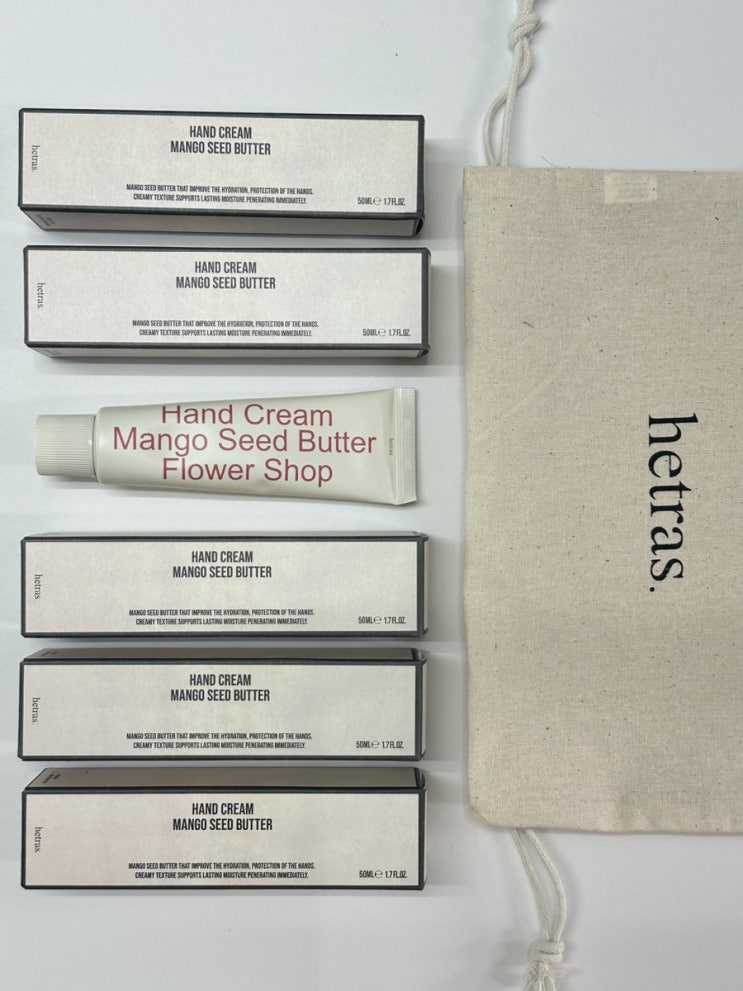 HAND CREAM
MANGO SEED BUTTER
hetras.
MANGO SEED BUTTER THAT IMPROVE THE HYDRATION, PROTECTION OF THE HANDS.
CREAMY TEXTURE SUPPORTS LASTING MOISTURE PENERATING IMMEDIATELY.
50ML℮ 1.7FL.OZ.
HAND CREAM
MANGO SEED BUTTER
hetras.
MANGO SEED BUTTER THAT IMPROVE THE HYDRATION, PROTECTION OF THE HANDS.
CREAMY TEXTURE SUPPORTS LASTING MOISTURE PENERATING IMMEDIATELY.
50ML℮ 1.7FL.OZ.
Hand Cream
Mango Seed Butter
Flower Shop
hetras.
HAND CREAM
MANGO SEED BUTTER
hetras.
MANGO SEED BUTTER THAT IMPROVE THE HYDRATION, PROTECTION OF THE HANDS.
CREAMY TEXTURE SUPPORTS LASTING MOISTURE PENERATING IMMEDIATELY.
50ML℮ 1.7FL.OZ.
HAND CREAM
MANGO SEED BUTTER
hetras.
MANGO SEED BUTTER THAT IMPROVE THE HYDRATION, PROTECTION OF THE HANDS.
CREAMY TEXTURE SUPPORTS LASTING MOISTURE PENERATING IMMEDIATELY.
50ML℮ 1.7FL.OZ.
HAND CREAM
MANGO SEED BUTTER
hetras.
MANGO SEED BUTTER THAT IMPROVE THE HYDRATION, PROTECTION OF THE HANDS.
CREAMY TEXTURE SUPPORTS LASTING MOISTURE PENERATING IMMEDIATELY.
50ML℮ 1.7FL.OZ.
hetras.